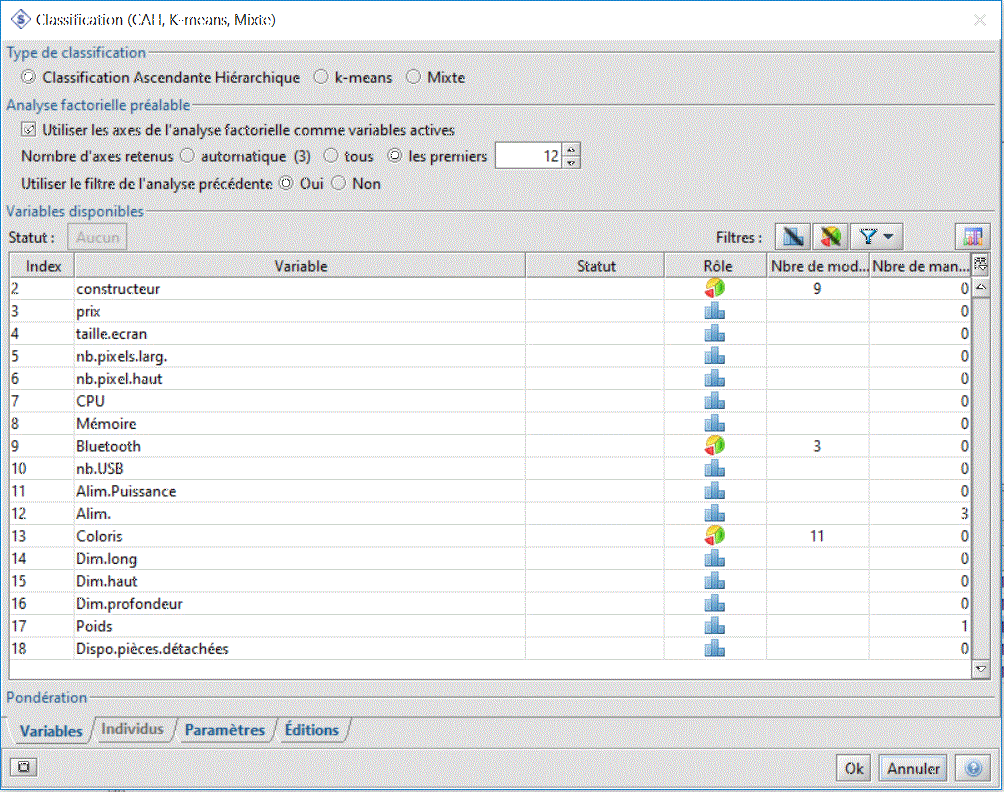 Classification (CAH, K-means, Mixte)
Type de classification
Classification Ascendante Hiérarchique k-means Mixte
Analyse factorielle préalable
Utiliser les axes de l'analyse factorielle comme variables actives
Nombre d'axes retenus automatique (3) tous les premiers 12
Utiliser le filtre de l'analyse précédente Oui Non
Variables disponibles
Statut : Aucun Filtres :
Index Variable Statut Rôle Nbre de mod... Nbre de man...
2 constructeur 9 0
3 prix 0
4 taille.ecran 0
5 nb.pixels.larg. 0
6 nb.pixel.haut 0
7 CPU 0
8 Mémoire 0
9 Bluetooth 3 0
10 nb.USB 0
11 Alim.Puissance 0
12 Alim. 3
13 Coloris 11 0
14 Dim.long 0
15 Dim.haut 0
16 Dim.profondeur 0
17 Poids 1
18 Dispo.pièces.détachées 0
Pondération
Variables Individus Paramètres Éditions
Ok Annuler